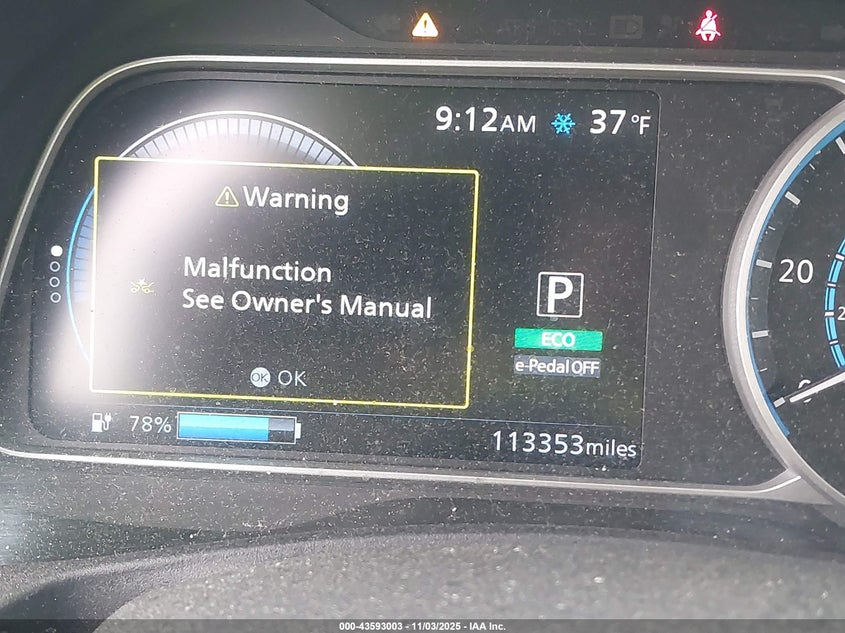 9:12AM 37 °F
Warning
Malfunction
See Owner's Manual
P
20
ECO
e-Pedal OFF
OK OK
78%
113353miles
000-43593003 - 11/03/2025 - IAA Inc.